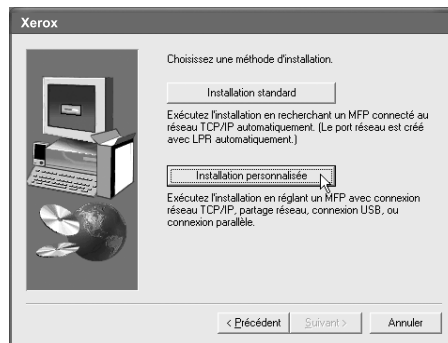 Xerox
Choisissez une méthode d'installation.
Installation standard
Exécutez l'installation en recherchant un MFP connecté au
réseau TCP/IP automatiquement. (Le port réseau est créé
avec LPR automatiquement.)
Installation personnalisée
Exécutez l'installation en réglant un MFP avec connexion
réseau TCP/IP, partage réseau, connexion USB, ou
connexion parallèle.
< Précédent
Suivant >
Annuler